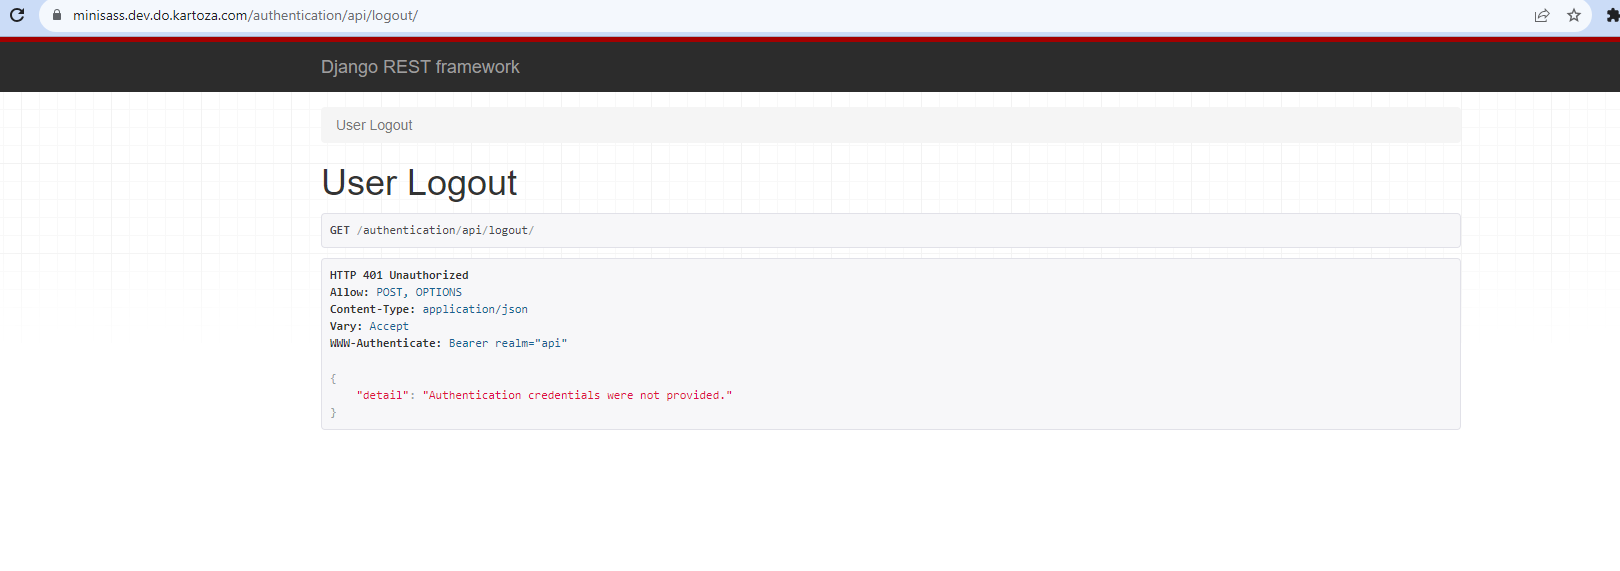 minisass.dev.do.kartoza.com/authentication/api/logout/
Django REST framework
User Logout
User Logout
GET /authentication/api/logout/
HTTP 401 Unauthorized
Allow: POST, OPTIONS
Content-Type: application/json
Vary: Accept
WWW-Authenticate: Bearer realm="api"
{
    "detail": "Authentication credentials were not provided."
}